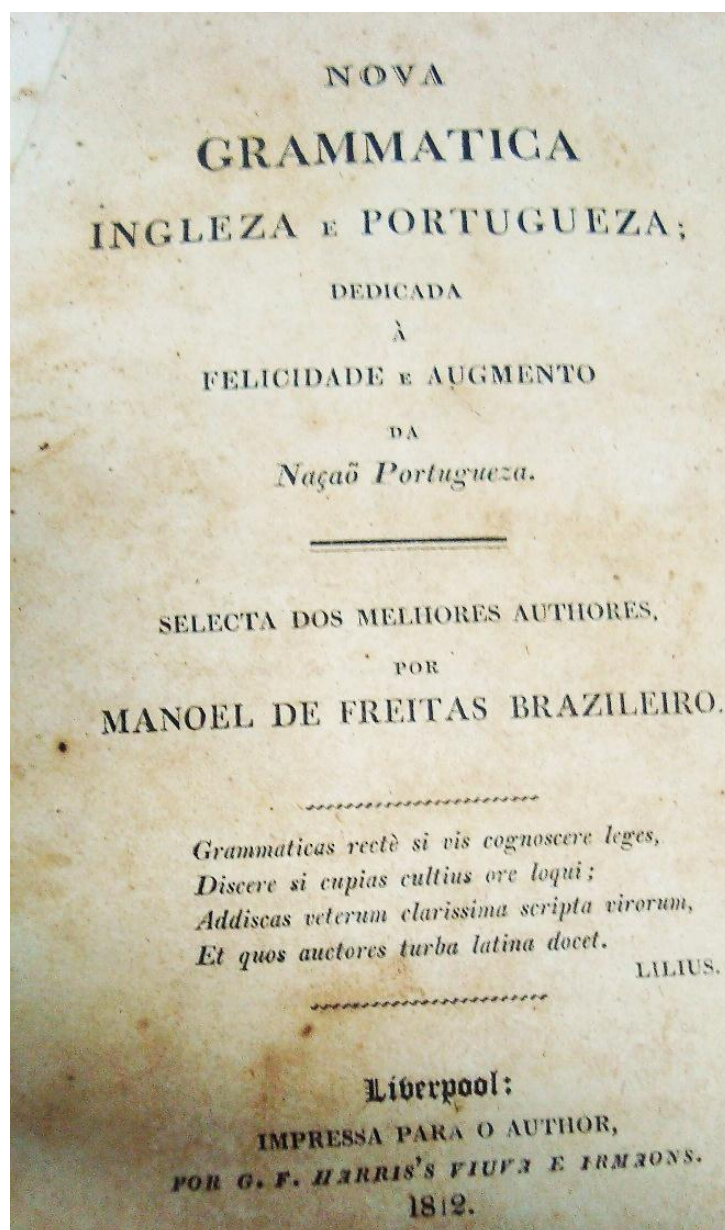 NOVA
GRAMMATICA
INGLEZA E PORTUGUEZA;
DEDICADA
À
FELICIDADE E AUGMENTO
DA
Naçaõ Portugueza.
SELECTA DOS MELHORES AUTHORES,
POR
MANOEL DE FREITAS BRAZILEIRO.
Grammaticas rectè si vis cognoscere leges,
Discere si cupias cultius ore loqui;
Addiscas veterum clarissima scripta virorum,
Et quos auctores turba latina docet.
LILIUS.
Liverpool:
IMPRESSA PARA O AUTHOR,
POR G. F. HARRIS'S VIUVA E IRMAONS.
1812.